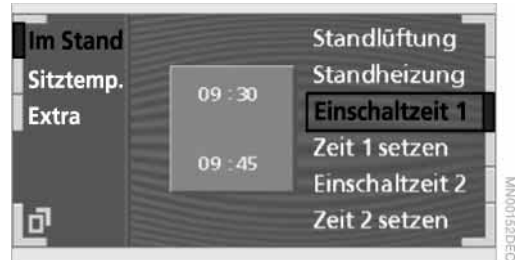 Im Stand
Sitztemp.
Extra
09 : 30
09 : 45
Standlüftung
Standheizung
Einschaltzeit 1
Zeit 1 setzen
Einschaltzeit 2
Zeit 2 setzen
MN00152DEC